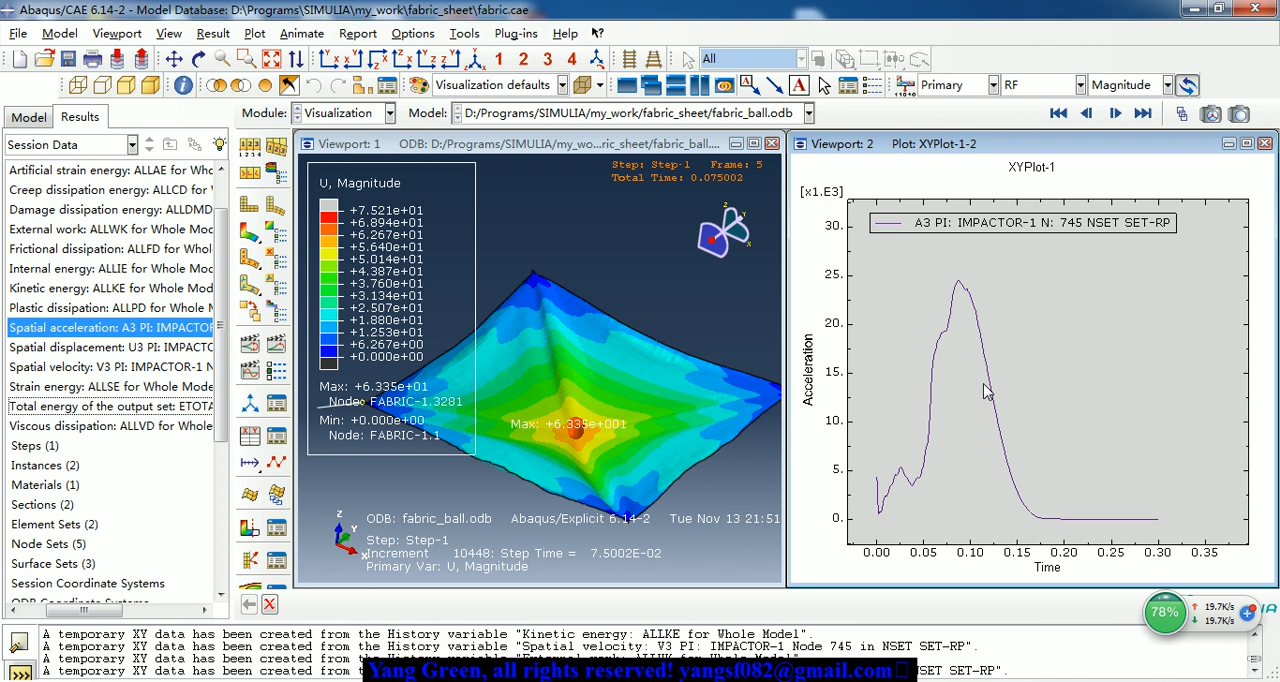 Abaqus/CAE 6.14-2 - Model Database: D:\Programs\SIMULIA\my_work\fabric_sheet/fabric.cae
File Model Viewport View Result Plot Animate Report Options Tools Plug-ins Help
1 2 3 4 All
Visualization defaults Primary RF Magnitude
Model Results Module: Visualization Model: D:/Programs/SIMULIA/my_work/fabric_sheet/fabric_ball.odb
Session Data
Artificial strain energy: ALLAE for Who
Creep dissipation energy: ALLCD for
Damage dissipation energy: ALLDMD
External work: ALLWK for Whole Mod
Frictional dissipation: ALLFD for Who
Internal energy: ALLIE for Whole Mod
Kinetic energy: ALLKE for Whole Mod
Plastic dissipation: ALLPD for Whole
Spatial acceleration: A3 PI: IMPACTOR
Spatial displacement: U3 PI: IMPACTO
Spatial velocity: V3 PI: IMPACTOR-1 N
Strain energy: ALLSE for Whole Mode
Total energy of the output set: ETOTA
Viscous dissipation: ALLVD for Whole
Steps (1)
Instances (2)
Materials (1)
Sections (2)
Element Sets (2)
Node Sets (5)
Surface Sets (3)
Session Coordinate Systems
Viewport: 1 ODB: D:/Programs/SIMULIA/my_wo...ric_sheet/fabric_ball....
Step: Step-1 Frame: 5
Total Time: 0.075002
U, Magnitude
+7.521e+01
+6.894e+01
+6.267e+01
+5.640e+01
+5.014e+01
+4.387e+01
+3.760e+01
+3.134e+01
+2.507e+01
+1.880e+01
+1.253e+01
+6.267e+00
+0.000e+00
Max: +6.335e+01
Node: FABRIC-1.3281
Min: +0.000e+00
Node: FABRIC-1.1
Max: +6.335e+001
Z
Y
X
Z
Y
X
ODB: fabric_ball.odb Abaqus/Explicit 6.14-2 Tue Nov 13 21:51
Step: Step-1
Increment 10448: Step Time = 7.5002E-02
Primary Var: U, Magnitude
Viewport: 2 Plot: XYPlot-1-2
XYPlot-1
[x1.E3]
A3 PI: IMPACTOR-1 N: 745 NSET SET-RP
30.
25.
20.
15.
10.
5.
0.
Acceleration
0.00 0.05 0.10 0.15 0.20 0.25 0.30 0.35
Time
78% 19.7K/s
19.7K/s
A temporary XY data has been created from the History variable "Kinetic energy: ALLKE for Whole Model".
A temporary XY data has been created from the History variable "Spatial velocity: V3 PI: IMPACTOR-1 Node 745 in NSET SET-RP".
Yang Green, all rights reserved! yangsf082@gmail.com